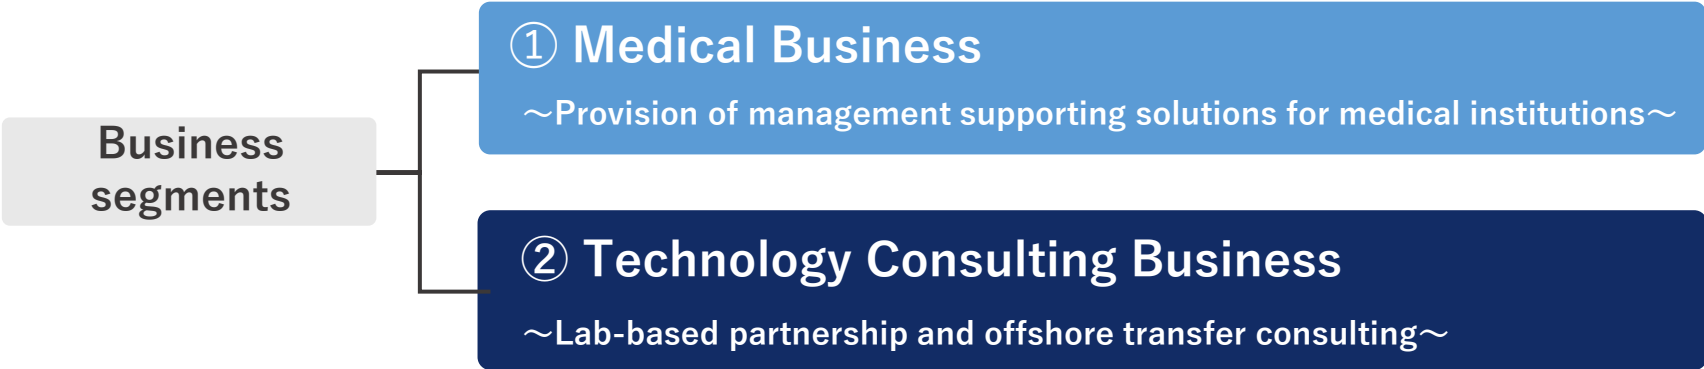 Business
segments
① Medical Business
～Provision of management supporting solutions for medical institutions～
② Technology Consulting Business
～Lab-based partnership and offshore transfer consulting～